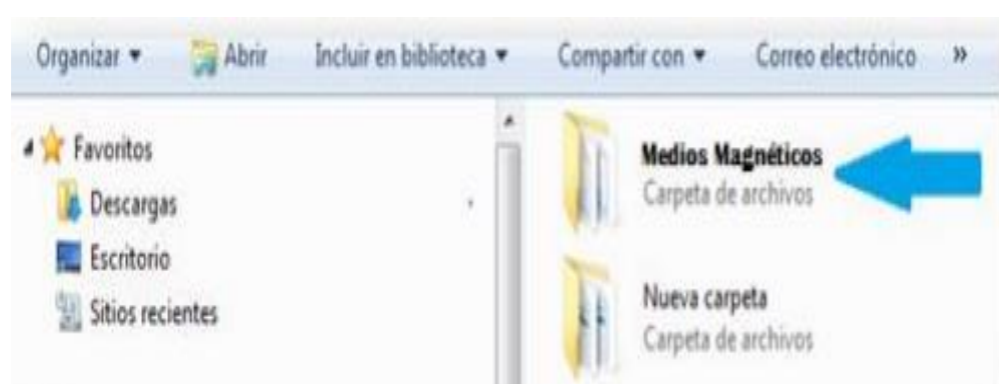 Organizar Abrir Incluir en biblioteca Compartir con Correo electrónico »
Favoritos
Descargas
Escritorio
Sitios recientes
Medios Magnéticos
Carpeta de archivos
Nueva carpeta
Carpeta de archivos